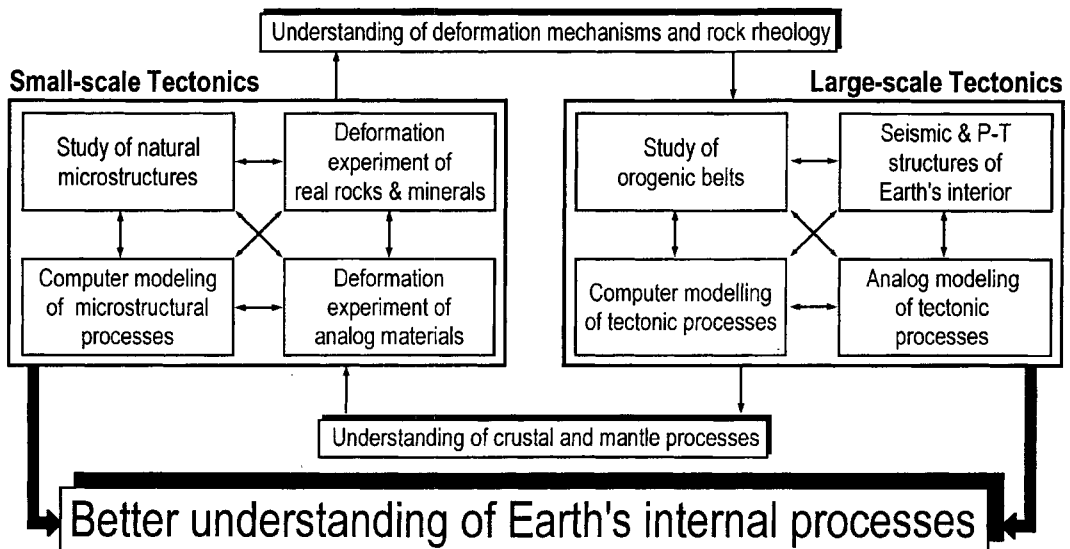 Understanding of deformation mechanisms and rock rheology
Small-scale Tectonics
Study of natural
microstructures
Deformation
experiment of
real rocks & minerals
Computer modeling
of microstructural
processes
Deformation
experiment of
analog materials
Large-scale Tectonics
Study of
orogenic belts
Seismic & P-T
structures of
Earth's interior
Computer modelling
of tectonic processes
Analog modeling
of tectonic
processes
Understanding of crustal and mantle processes
Better understanding of Earth's internal processes